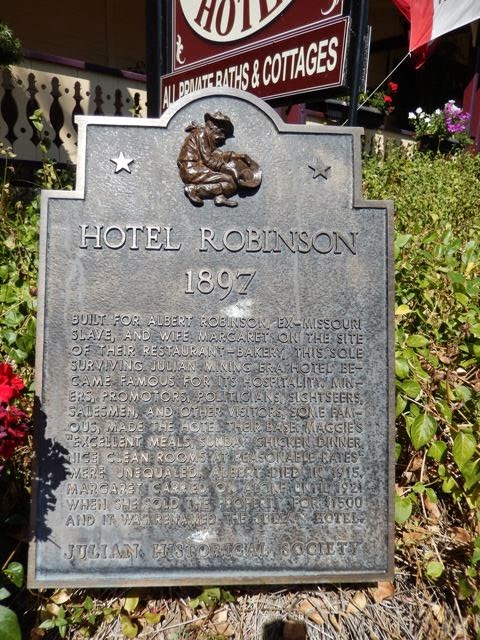 HOTEL
ALL PRIVATE BATHS & COTTAGES
HOTEL ROBINSON
1897
BUILT FOR ALBERT ROBINSON, EX-MISSOURI
SLAVE, AND WIFE MARGARET ON THE SITE
OF THEIR RESTAURANT-BAKERY, THIS SOLE
SURVIVING JULIAN MINING ERA HOTEL BE-
CAME FAMOUS FOR ITS HOSPITALITY. MIN-
ERS, PROMOTORS, POLITICIANS, SIGHTSEERS,
SALESMEN, AND OTHER VISITORS, SOME FAM-
OUS, MADE THE HOTEL THEIR BASE. MAGGIE'S
"EXCELLENT MEALS, SUNDAY CHICKEN DINNER,
NICE CLEAN ROOMS AT REASONABLE RATES"
WERE UNEQUALED. ALBERT DIED IN 1915.
MARGARET CARRIED ON ALONE UNTIL 1921
WHEN SHE SOLD THE PROPERTY FOR $1500
AND IT WAS RENAMED THE JULIAN HOTEL.
JULIAN HISTORICAL SOCIETY